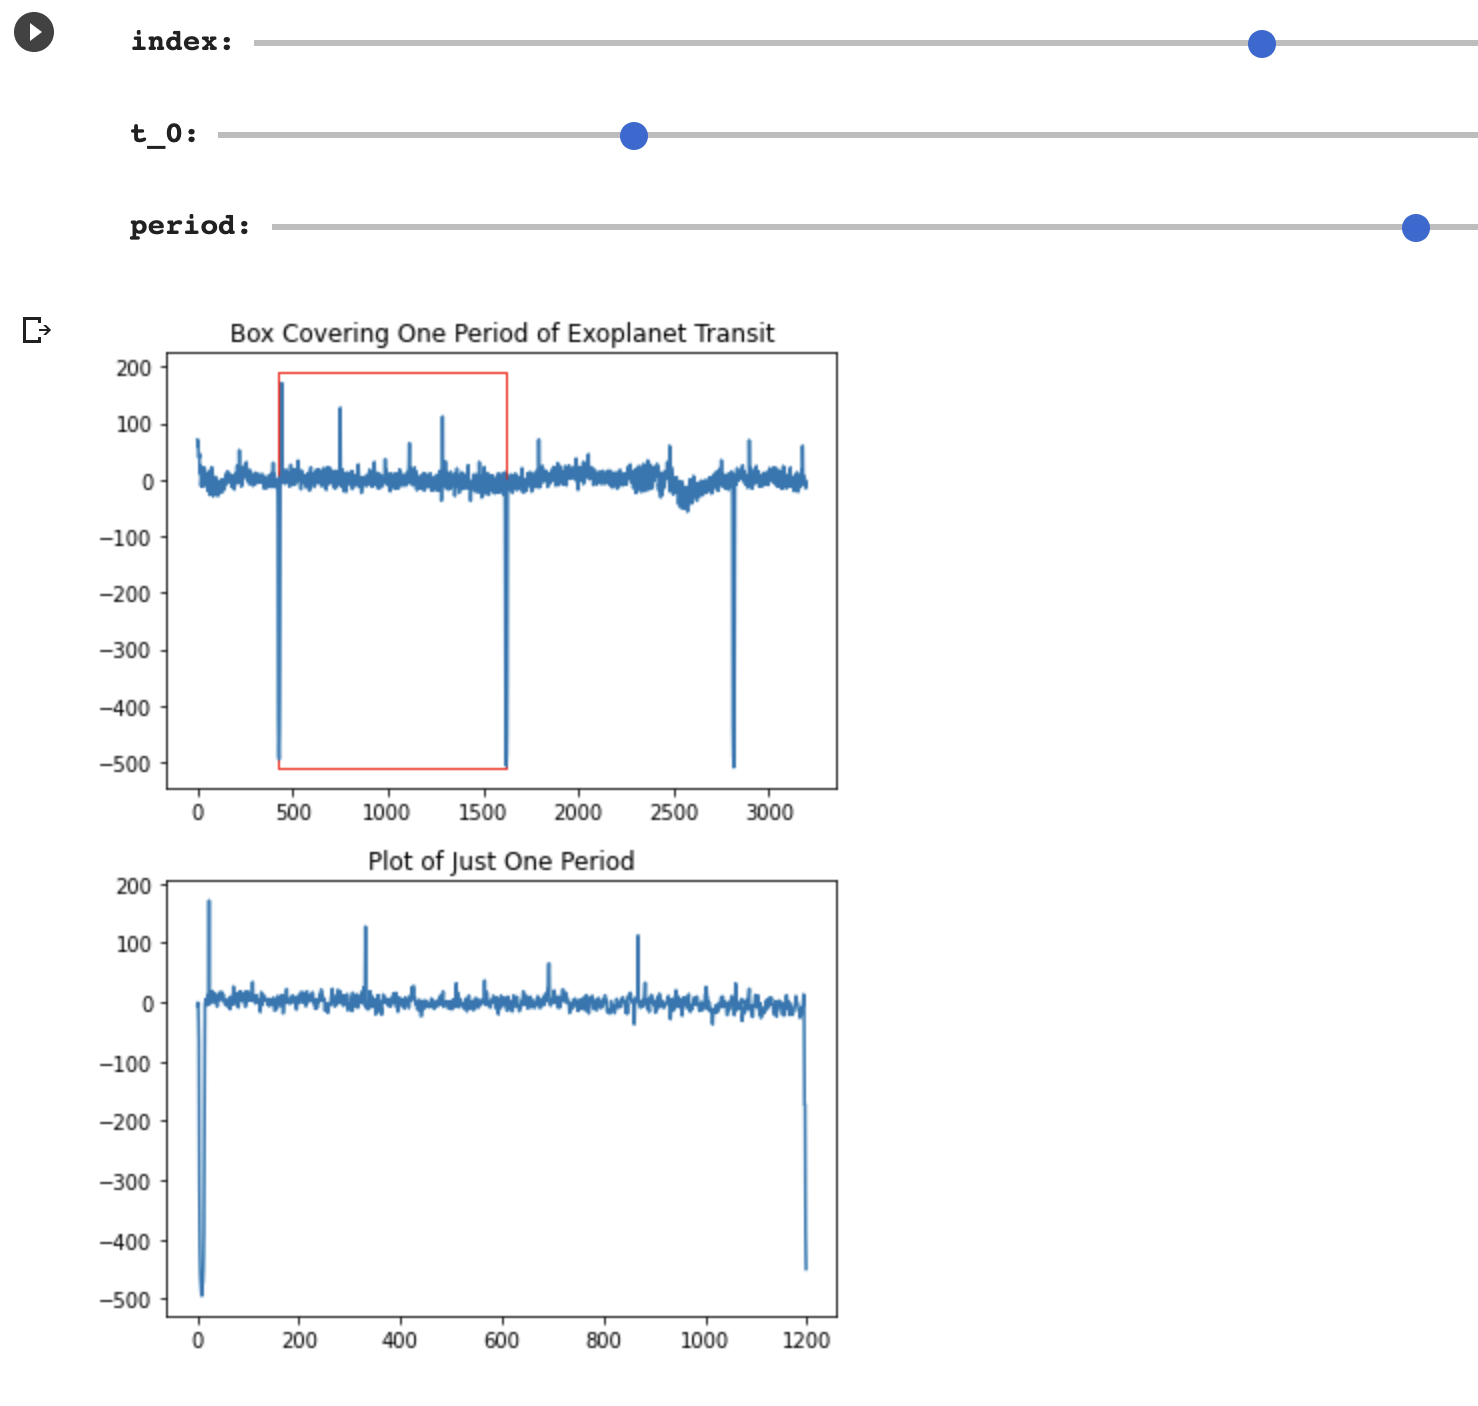 index:
t_0:
period:
Box Covering One Period of Exoplanet Transit
200
100
0
−100
−200
−300
−400
−500
0 500 1000 1500 2000 2500 3000
Plot of Just One Period
200
100
0
−100
−200
−300
−400
−500
0 200 400 600 800 1000 1200